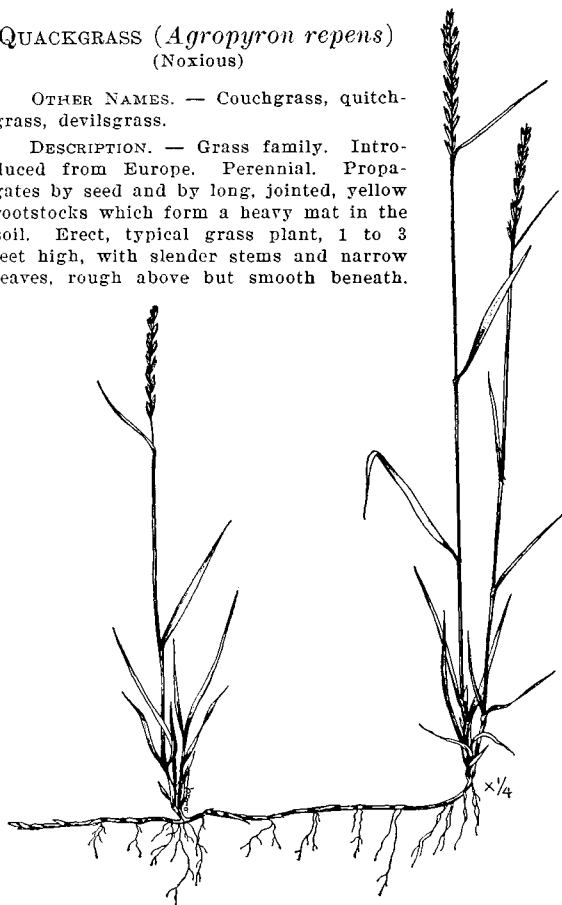 QUACKGRASS (Agropyron repens)
(Noxious)
OTHER NAMES. — Couchgrass, quitch-
grass, devilsgrass.
DESCRIPTION. — Grass family. Intro-
duced from Europe. Perennial. Propa-
gates by seed and by long, jointed, yellow
rootstocks which form a heavy mat in the
soil. Erect, typical grass plant, 1 to 3
feet high, with slender stems and narrow
leaves, rough above but smooth beneath.
x¼